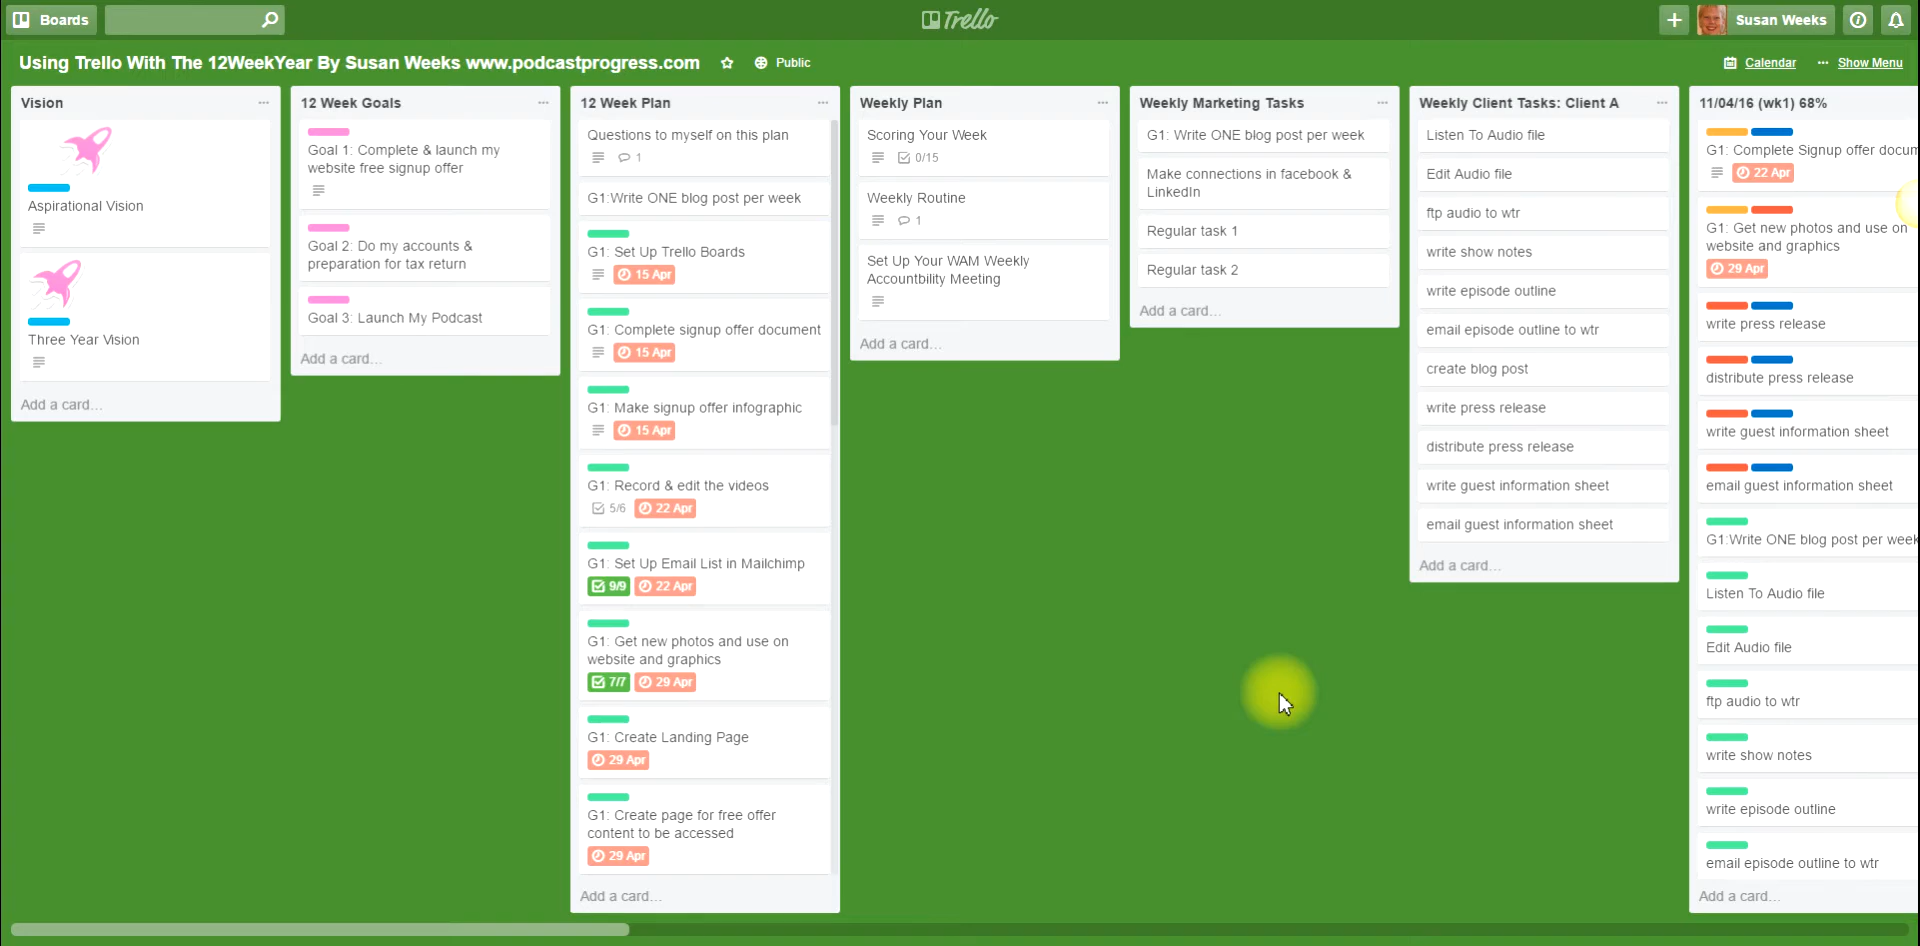 Boards
Trello
Susan Weeks
Using Trello With The 12WeekYear By Susan Weeks www.podcastprogress.com
Public
Calendar
Show Menu
Vision
Aspirational Vision
Three Year Vision
Add a card...
12 Week Goals
Goal 1: Complete & launch my
website free signup offer
Goal 2: Do my accounts &
preparation for tax return
Goal 3: Launch My Podcast
Add a card...
12 Week Plan
Questions to myself on this plan
1
G1:Write ONE blog post per week
G1: Set Up Trello Boards
15 Apr
G1: Complete signup offer document
15 Apr
G1: Make signup offer infographic
15 Apr
G1: Record & edit the videos
5/6 22 Apr
G1: Set Up Email List in Mailchimp
9/9 22 Apr
G1: Get new photos and use on
website and graphics
7/7 29 Apr
G1: Create Landing Page
29 Apr
G1: Create page for free offer
content to be accessed
29 Apr
Add a card...
Weekly Plan
Scoring Your Week
0/15
Weekly Routine
1
Set Up Your WAM Weekly
Accountbility Meeting
Add a card...
Weekly Marketing Tasks
G1: Write ONE blog post per week
Make connections in facebook &
LinkedIn
Regular task 1
Regular task 2
Add a card...
Weekly Client Tasks: Client A
Listen To Audio file
Edit Audio file
ftp audio to wtr
write show notes
write episode outline
email episode outline to wtr
create blog post
write press release
distribute press release
write guest information sheet
email guest information sheet
Add a card...
11/04/16 (wk1) 68%
G1: Complete Signup offer docum
22 Apr
G1: Get new photos and use on
website and graphics
29 Apr
write press release
distribute press release
write guest information sheet
email guest information sheet
G1:Write ONE blog post per week
Listen To Audio file
Edit Audio file
ftp audio to wtr
write show notes
write episode outline
email episode outline to wtr
Add a card...